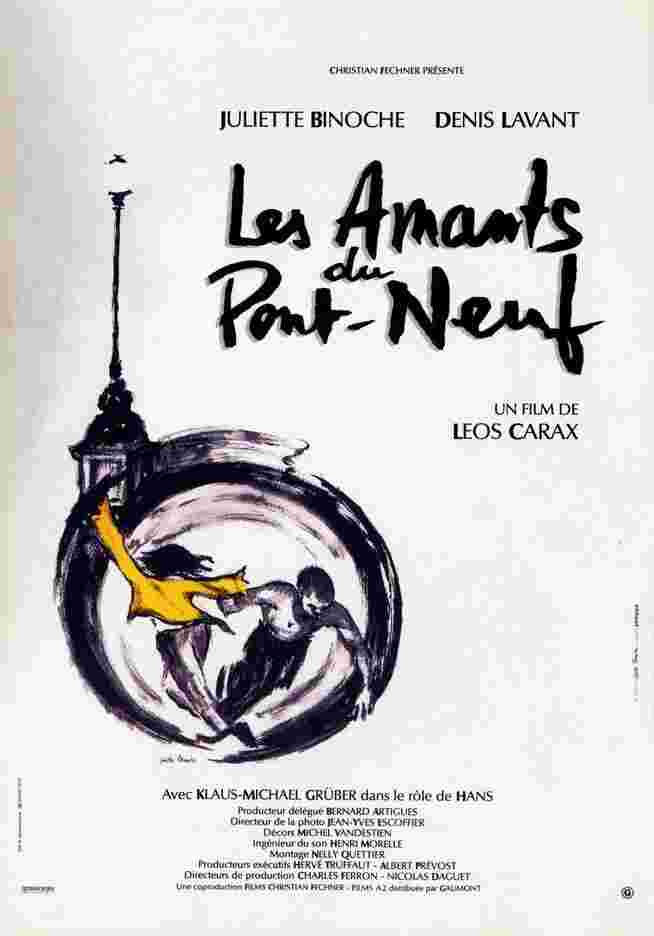 CHRISTIAN FECHNER PRÉSENTE
JULIETTE BINOCHE DENIS LAVANT
Les Amants
du
Pont-Neuf
UN FILM DE
LEOS CARAX
Avec KLAUS-MICHAEL GRÜBER dans le rôle de HANS
Producteur délégué BERNARD ARTIGUES
Directeur de la photo JEAN-YVES ESCOFFIER
Décors MICHEL VANDESTIEN
Ingénieur du son HENRI MORELLE
Montage NELLY QUETTIER
Producteurs exécutifs HERVÉ TRUFFAUT - ALBERT PRÉVOST
Directeurs de production CHARLES FERRON - NICOLAS DAGUET
Une coproduction FILMS CHRISTIAN FECHNER - FILMS A2 distribuée par GAUMONT
G